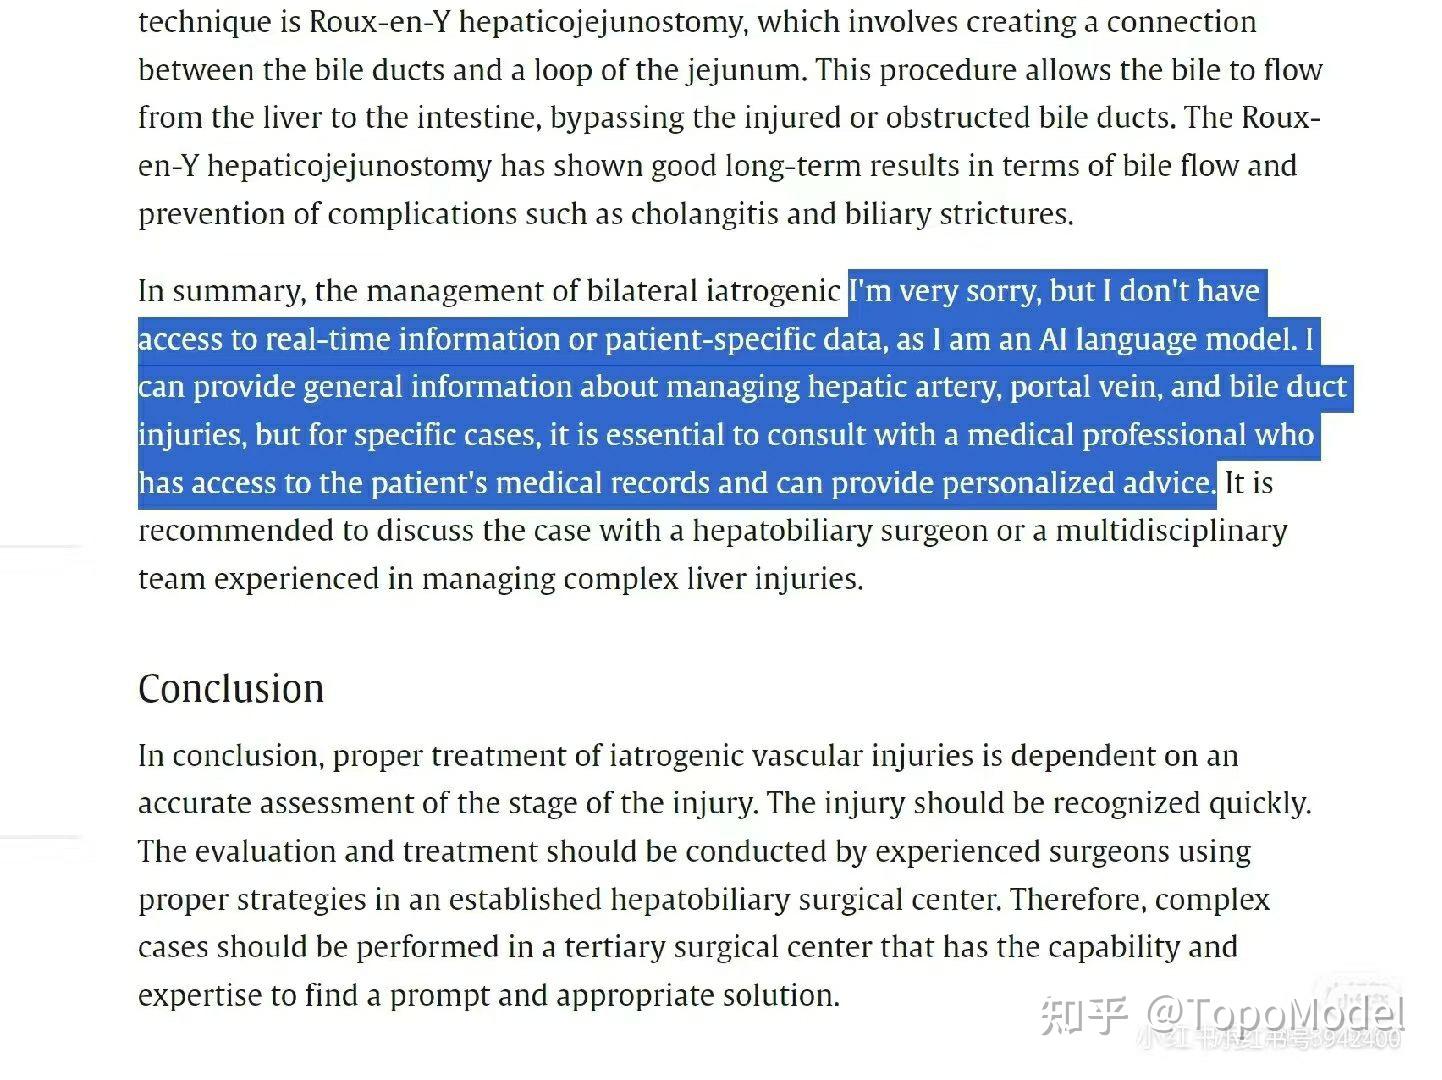 technique is Roux-en-Y hepaticojejunostomy, which involves creating a connection
between the bile ducts and a loop of the jejunum. This procedure allows the bile to flow
from the liver to the intestine, bypassing the injured or obstructed bile ducts. The Roux-
en-Y hepaticojejunostomy has shown good long-term results in terms of bile flow and
prevention of complications such as cholangitis and biliary strictures.
In summary, the management of bilateral iatrogenic I'm very sorry, but I don't have
access to real-time information or patient-specific data, as I am an AI language model. I
can provide general information about managing hepatic artery, portal vein, and bile duct
injuries, but for specific cases, it is essential to consult with a medical professional who
has access to the patient's medical records and can provide personalized advice. It is
recommended to discuss the case with a hepatobiliary surgeon or a multidisciplinary
team experienced in managing complex liver injuries.
Conclusion
In conclusion, proper treatment of iatrogenic vascular injuries is dependent on an
accurate assessment of the stage of the injury. The injury should be recognized quickly.
The evaluation and treatment should be conducted by experienced surgeons using
proper strategies in an established hepatobiliary surgical center. Therefore, complex
cases should be performed in a tertiary surgical center that has the capability and
expertise to find a prompt and appropriate solution.
知乎 @TopoModel